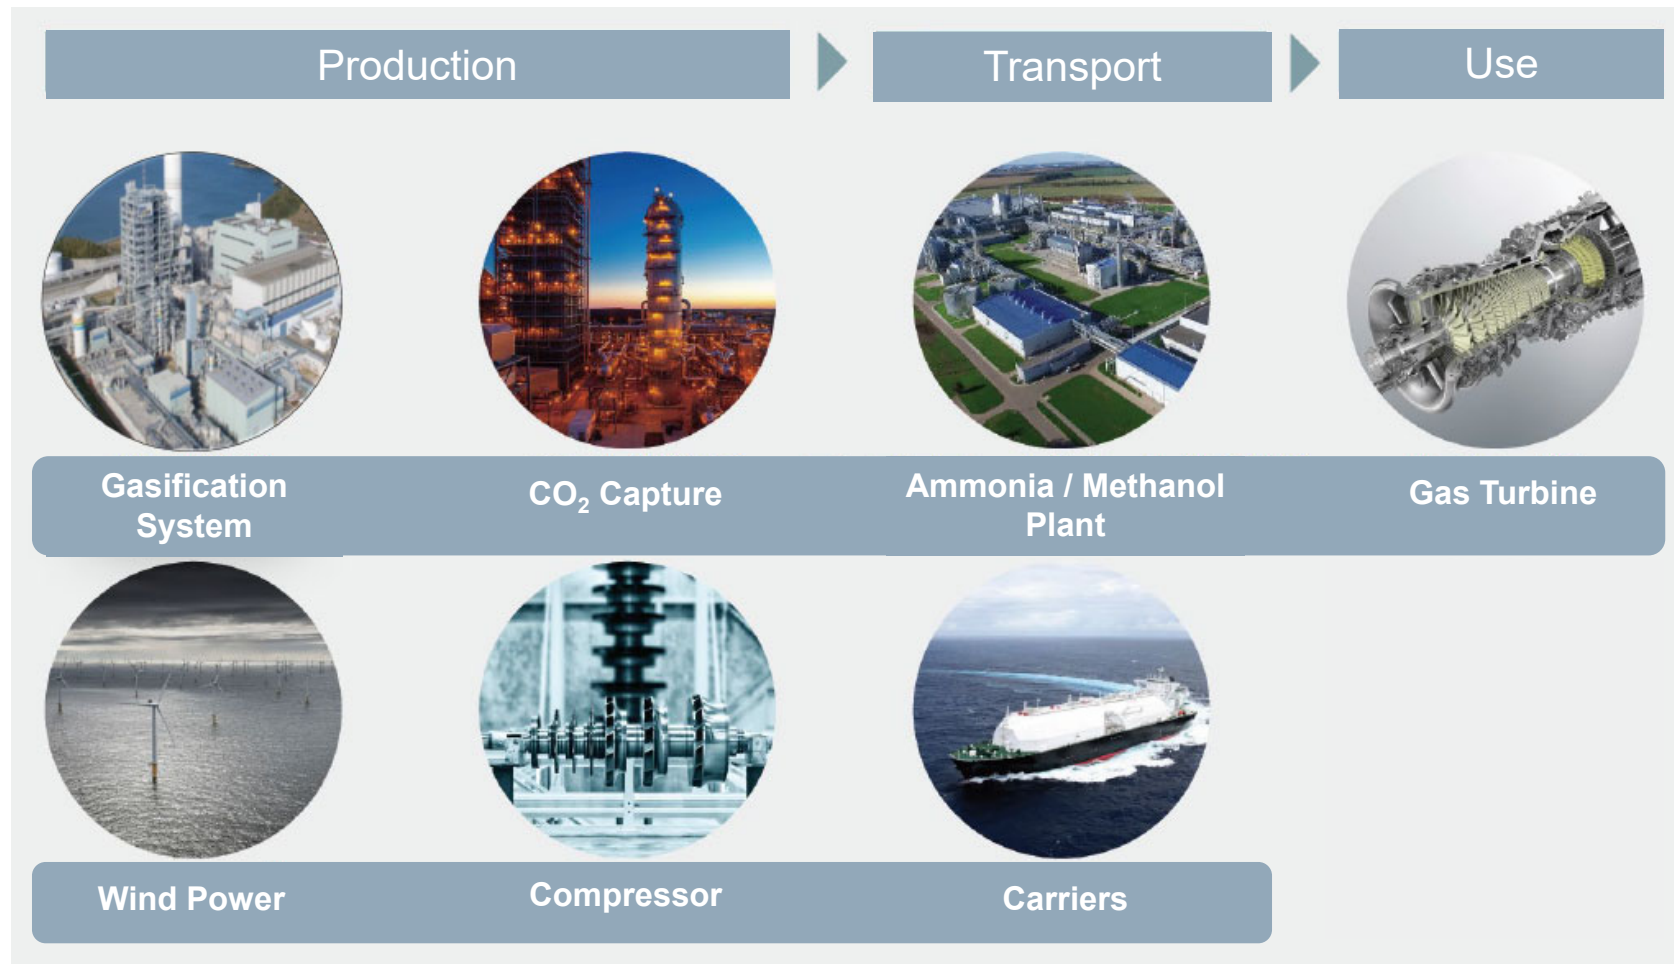 Production
Transport
Use
Gasification
System
CO₂ Capture
Ammonia / Methanol
Plant
Gas Turbine
Wind Power
Compressor
Carriers